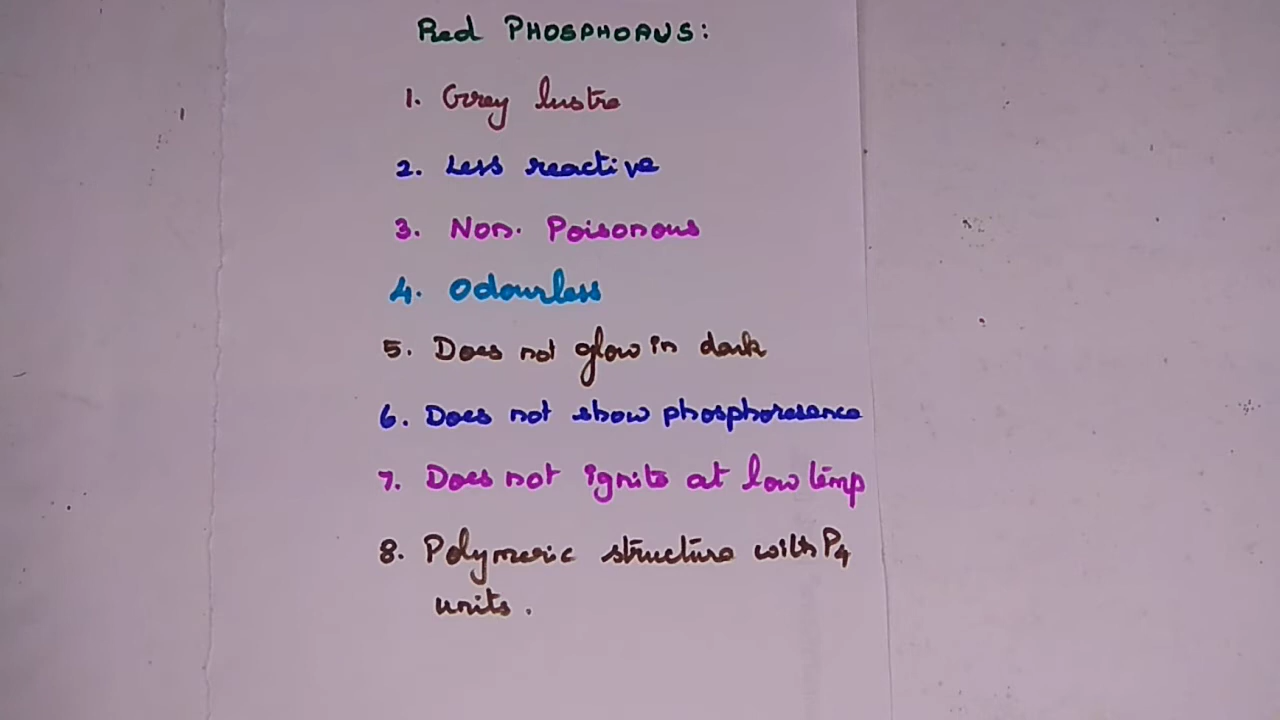 Red PHOSPHORUS:
1. Grey lustre
2. Less reactive
3. Non. Poisonous
4. Odourless
5. Does not glow in dark
6. Does not show phosphoresence
7. Does not ignite at low temp
8. Polymeric structure with P4
units.